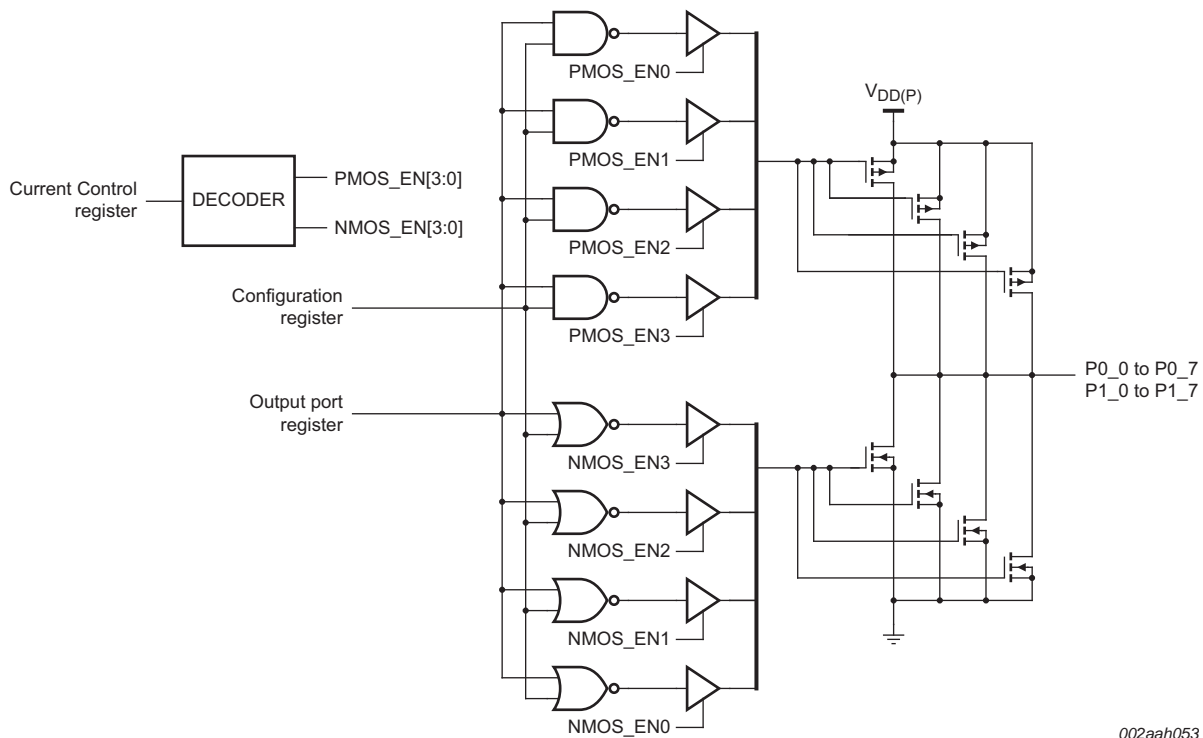 PMOS_EN0
PMOS_EN1
PMOS_EN2
PMOS_EN3
VDD(P)
Current Control
register
DECODER
PMOS_EN[3:0]
NMOS_EN[3:0]
Configuration
register
Output port
register
P0_0 to P0_7
P1_0 to P1_7
NMOS_EN3
NMOS_EN2
NMOS_EN1
NMOS_EN0
002aah053